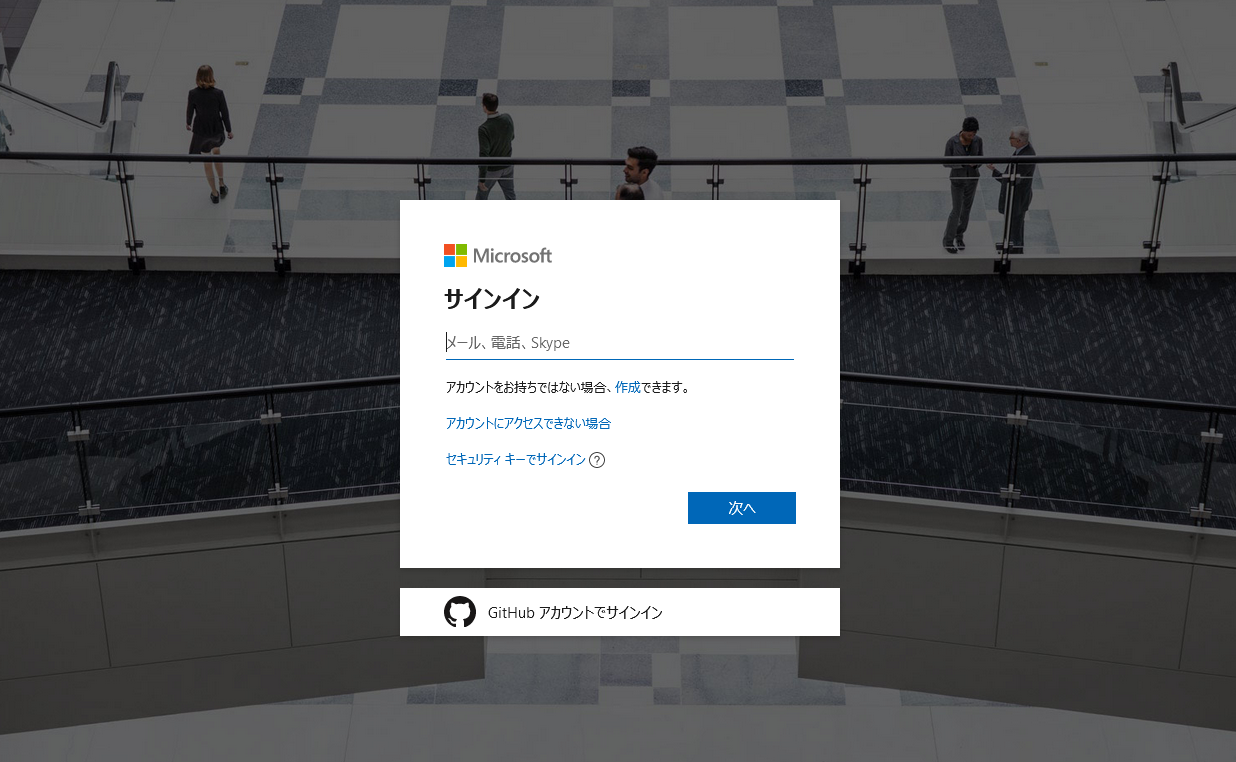 Microsoft
サインイン
メール、電話、Skype
アカウントをお持ちではない場合、作成できます。
アカウントにアクセスできない場合
セキュリティ キーでサインイン
次へ
GitHub アカウントでサインイン